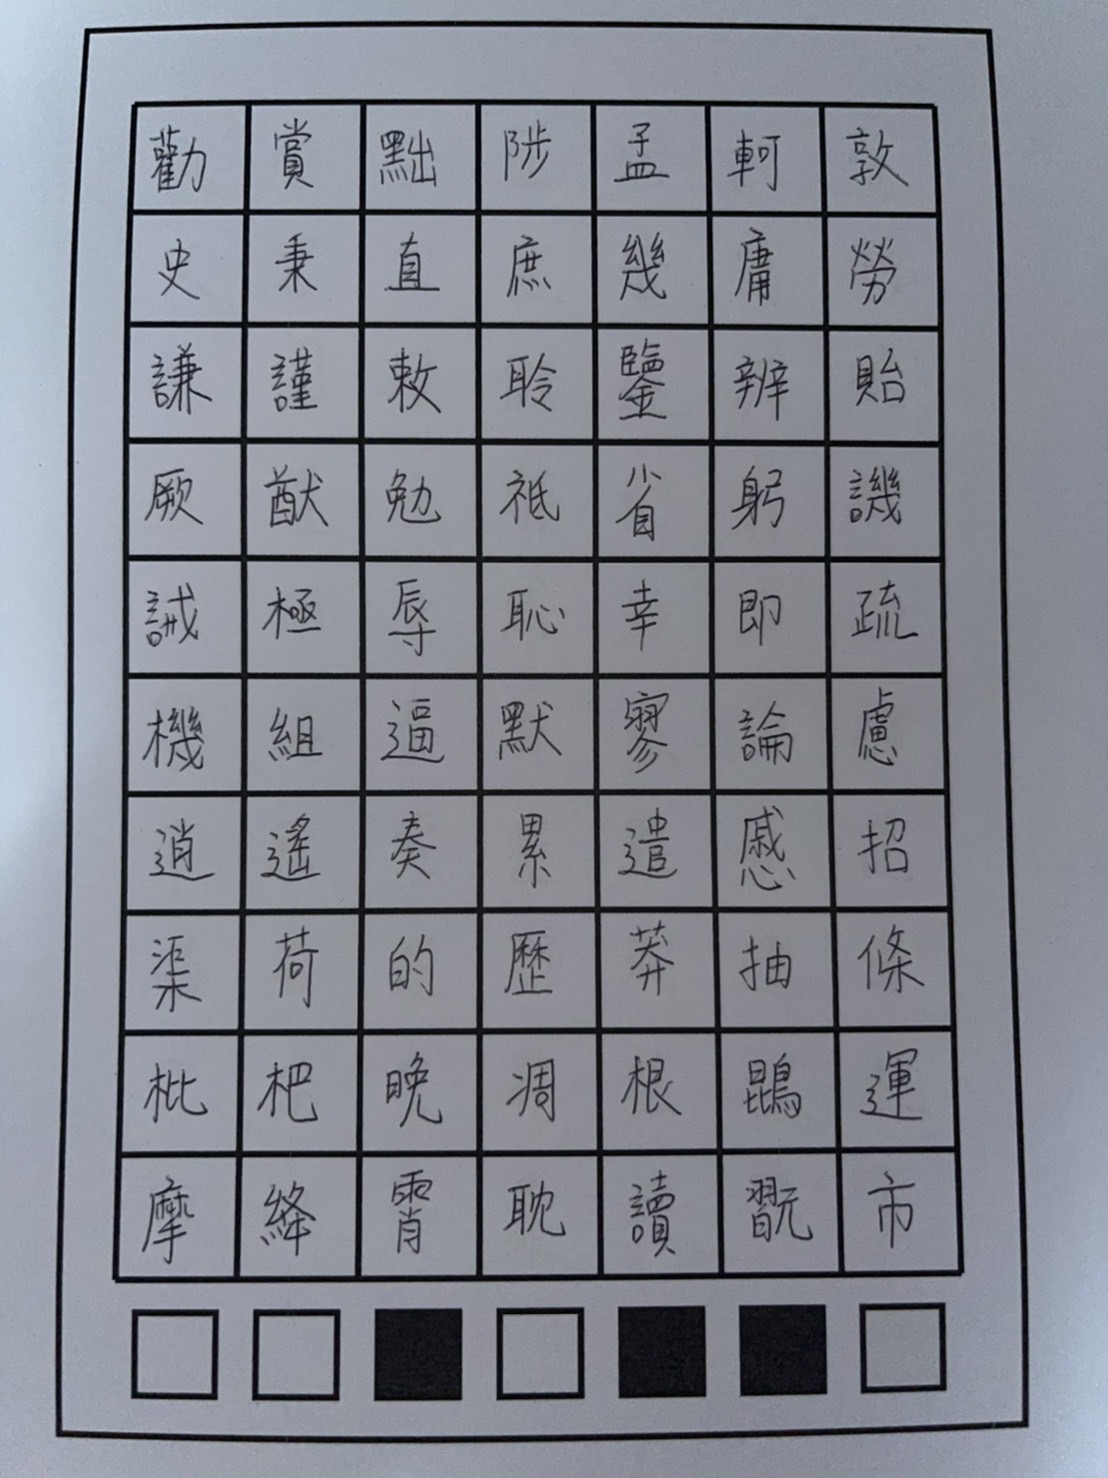 勸賞黜陟孟軻敦
史秉直庶幾庸勞
謙謹敕聆鑒辨貽
厥猷勉祗省躬譏
誡極辱恥幸即疏
機組逼默寥論慮
逍遙奏累遣慼招
渠荷的歷莽抽條
枇杷晚凋根鵾運
摩絳霄耽讀翫市